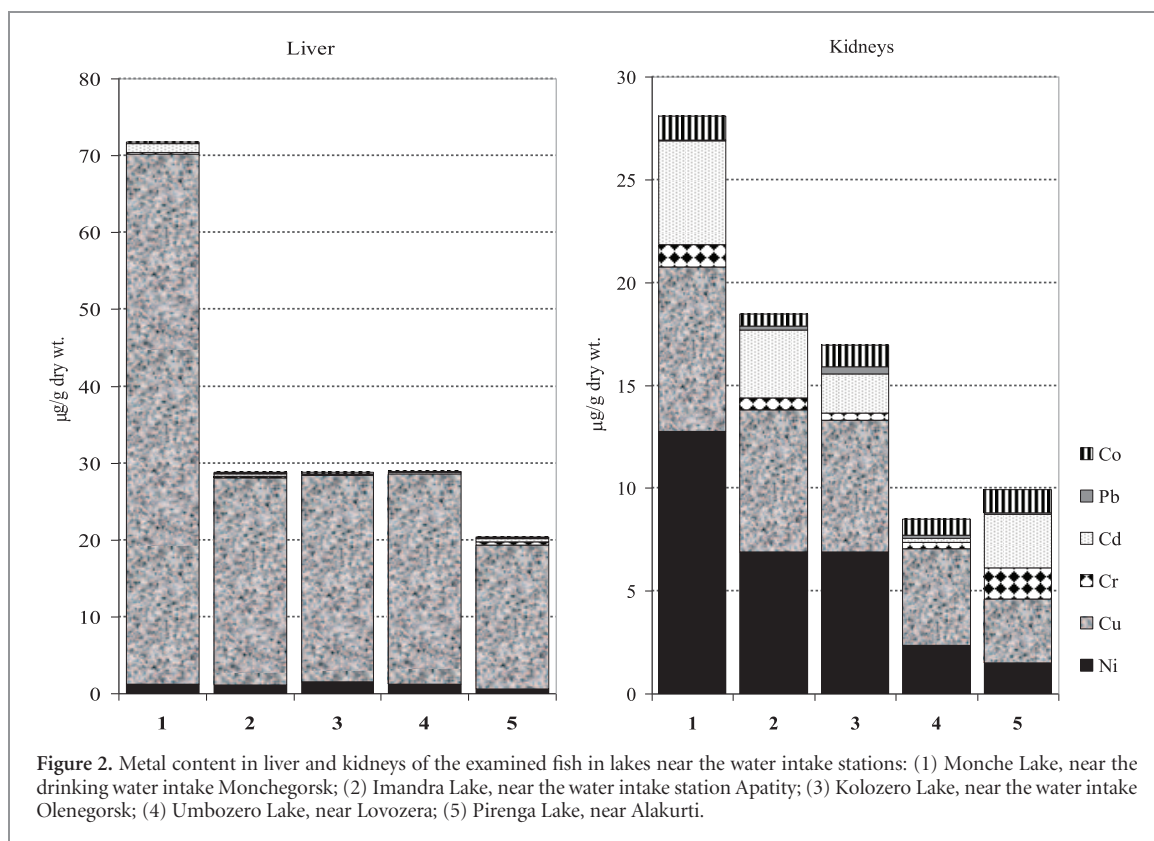 Liver
80
70
60
50
40
30
20
10
0
µg/g dry wt.
1 2 3 4 5
Kidneys
30
25
20
15
10
5
0
µg/g dry wt.
1 2 3 4 5
Co
Pb
Cd
Cr
Cu
Ni
Figure 2. Metal content in liver and kidneys of the examined fish in lakes near the water intake stations: (1) Monche Lake, near the
drinking water intake Monchegorsk; (2) Imandra Lake, near the water intake station Apatity; (3) Kolozero Lake, near the water intake
Olenegorsk; (4) Umbozero Lake, near Lovozera; (5) Pirenga Lake, near Alakurti.